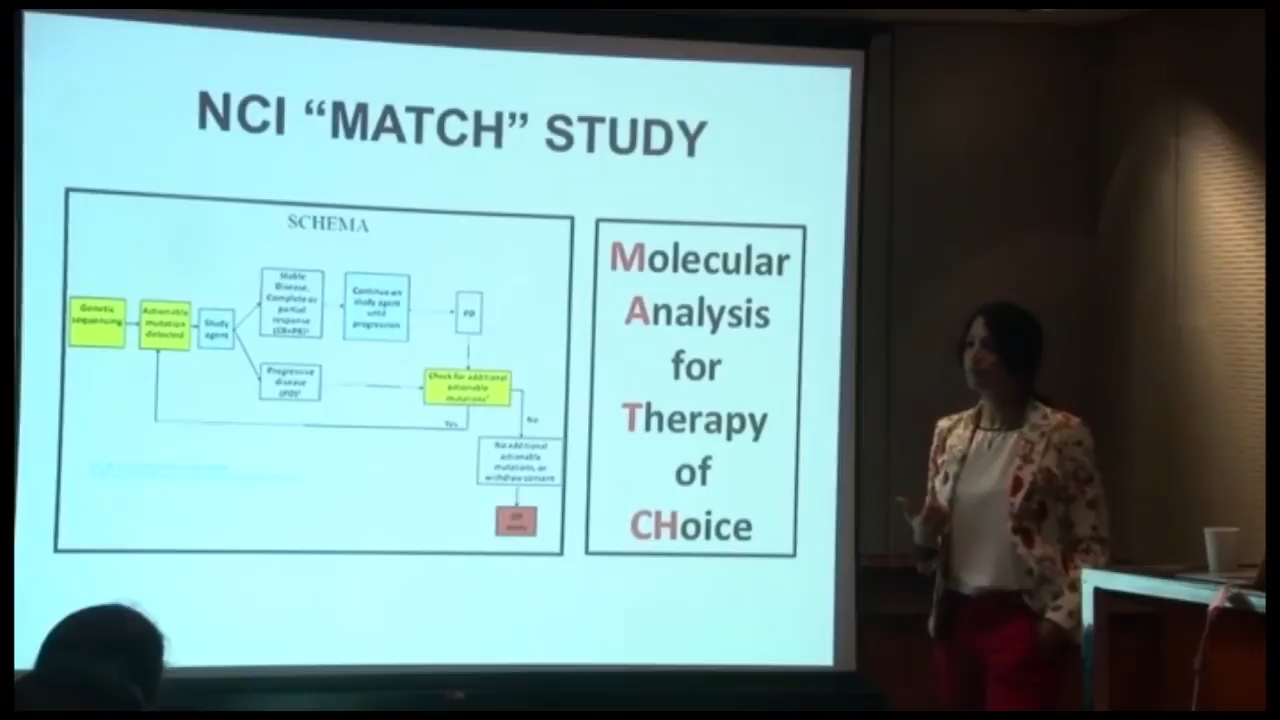 NCI “MATCH” STUDY
SCHEMA
Genetic
sequencing
Actionable
mutation
detected
Study
agent
Stable
Disease,
Complete or
partial
response
Continue on
study agent
until
progression
PD
Progressive
disease
Check for additional
actionable
mutations
Yes
No
No additional
actionable
mutations, or
withdraw consent
Molecular
Analysis
for
Therapy
of
CHoice